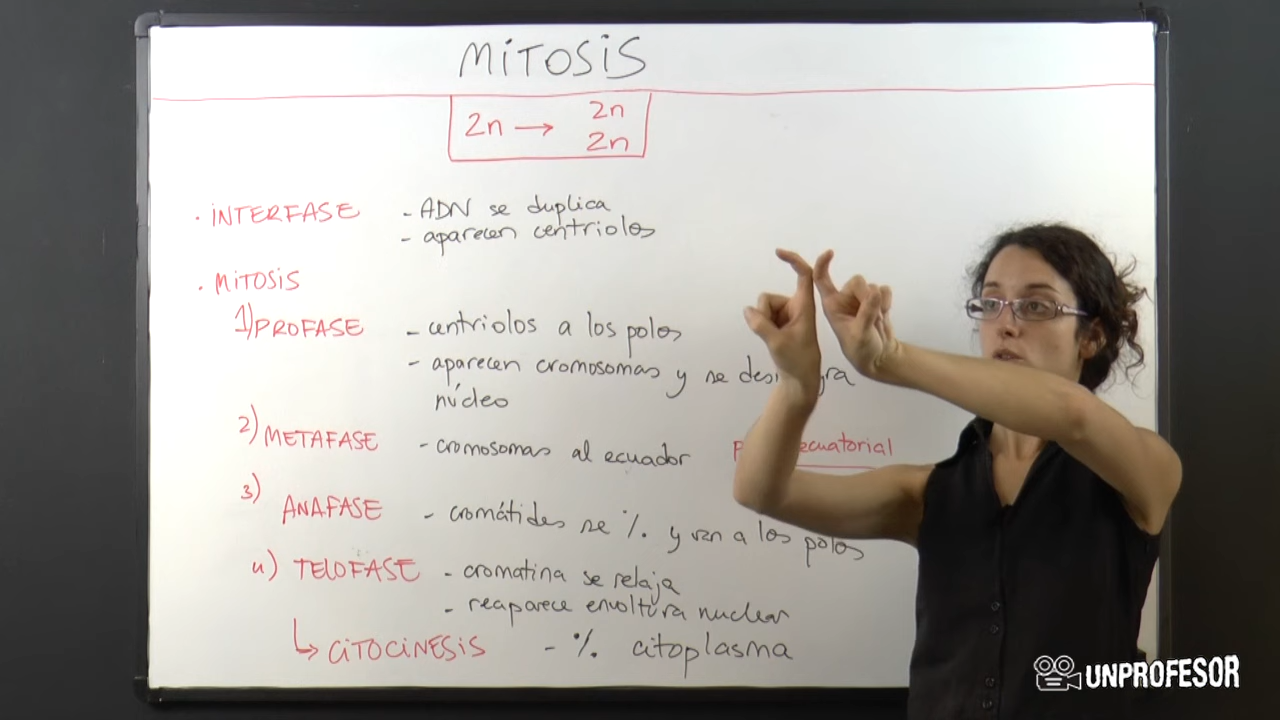 MiTOSiS
2n → 2n
2n
. iNTERFASE - ADN se duplica
- aparecen centriolos
. MiTOSiS
1) PROFASE - centriolos a los polos
- aparecen cromosomas y se
núcleo
2) METAFASE - cromosomas al ecuador ecuatorial
3) ANAFASE - cromátides se % y van a los polos
4) TELOFASE - cromatina se relaja
- reaparece envoltura nuclear
↳ CiTOCiNESiS - % citoplasma
UNPROFESOR